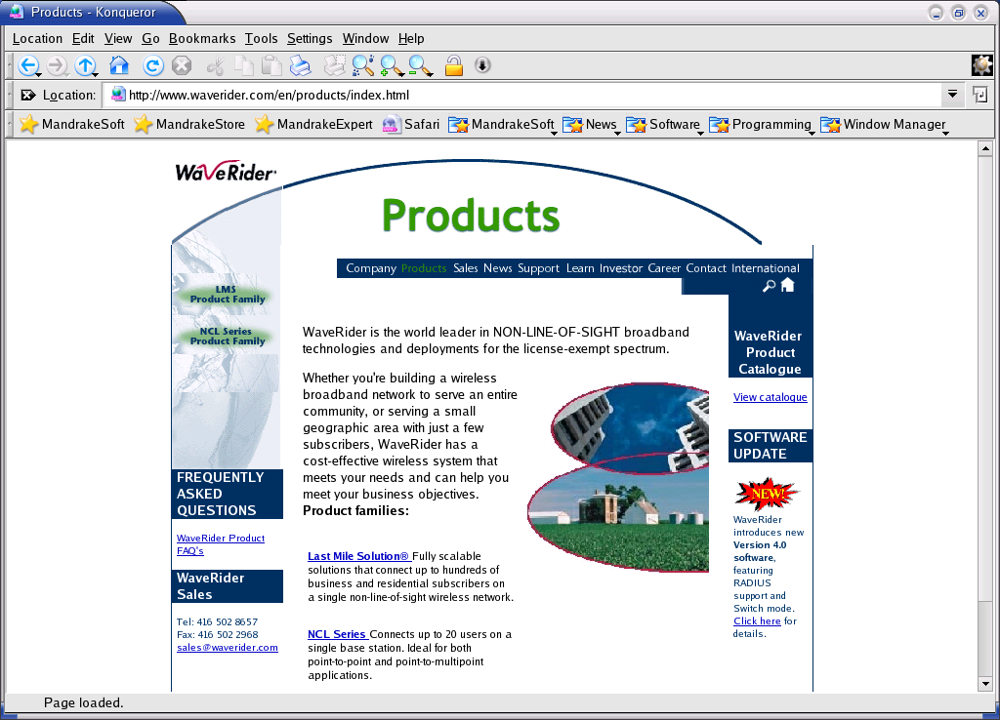 Products - Konqueror
Location Edit View Go Bookmarks Tools Settings Window Help
Location: http://www.waverider.com/en/products/index.html
MandrakeSoft MandrakeStore MandrakeExpert Safari MandrakeSoft News Software Programming Window Manager
WaveRider
Products
Company Products Sales News Support Learn Investor Career Contact International
LMS
Product Family
NCL Series
Product Family
FREQUENTLY
ASKED
QUESTIONS
WaveRider Product
FAQ's
WaveRider
Sales
Tel: 416 502 8657
Fax: 416 502 2968
sales@waverider.com
WaveRider is the world leader in NON-LINE-OF-SIGHT broadband
technologies and deployments for the license-exempt spectrum.
Whether you're building a wireless
broadband network to serve an entire
community, or serving a small
geographic area with just a few
subscribers, WaveRider has a
cost-effective wireless system that
meets your needs and can help you
meet your business objectives.
Product families:
Last Mile Solution® Fully scalable
solutions that connect up to hundreds of
business and residential subscribers on
a single non-line-of-sight wireless network.
NCL Series Connects up to 20 users on a
single base station. Ideal for both
point-to-point and point-to-multipoint
applications.
WaveRider
Product
Catalogue
View catalogue
SOFTWARE
UPDATE
NEW!
WaveRider
introduces new
Version 4.0
software,
featuring
RADIUS
support and
Switch mode.
Click here for
details.
Page loaded.